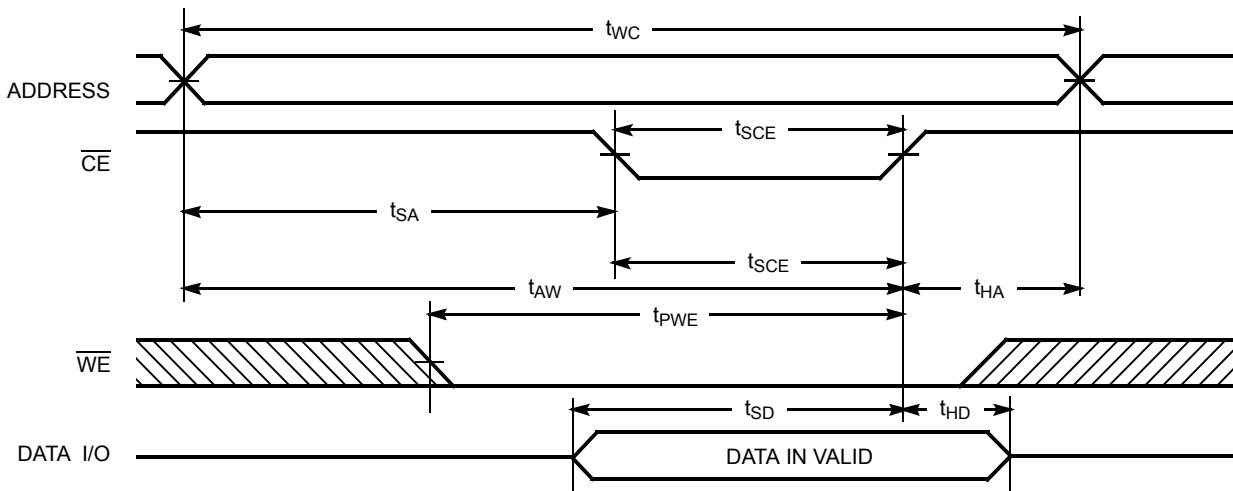 tWC
ADDRESS
tSCE
CE
tSA
tSCE
tAW
tHA
tPWE
WE
tSD
tHD
DATA I/O
DATA IN VALID